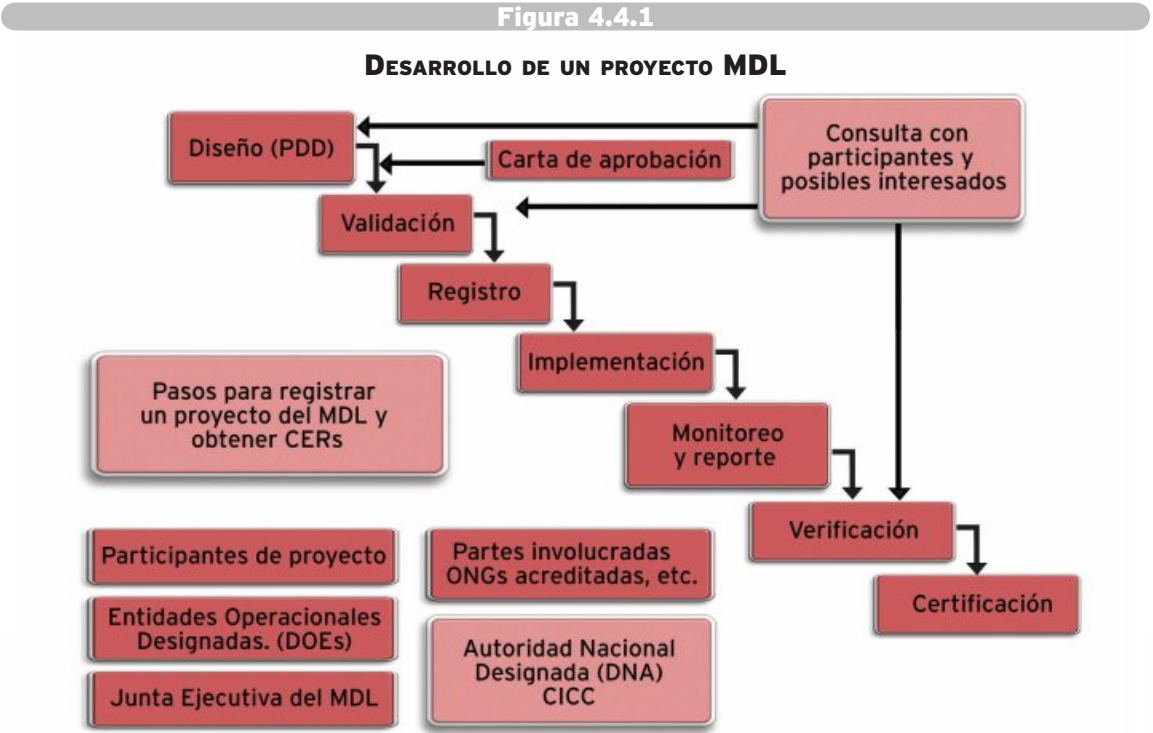 Figura 4.4.1
DESARROLLO DE UN PROYECTO MDL
Diseño (PDD)
Carta de aprobación
Consulta con
participantes y
posibles interesados
Validación
Registro
Implementación
Pasos para registrar
un proyecto del MDL y
obtener CERs
Monitoreo
y reporte
Verificación
Certificación
Participantes de proyecto
Partes involucradas
ONGs acreditadas, etc.
Entidades Operacionales
Designadas. (DOEs)
Autoridad Nacional
Designada (DNA)
CICC
Junta Ejecutiva del MDL